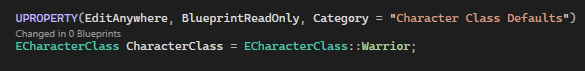 UPROPERTY(EditAnywhere, BlueprintReadOnly, Category = "Character Class Defaults")
Changed in 0 Blueprints
ECharacterClass CharacterClass = ECharacterClass::Warrior;